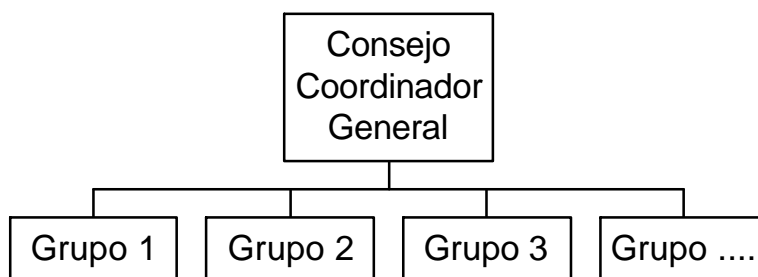 Consejo
Coordinador
General
Grupo 1
Grupo 2
Grupo 3
Grupo ....